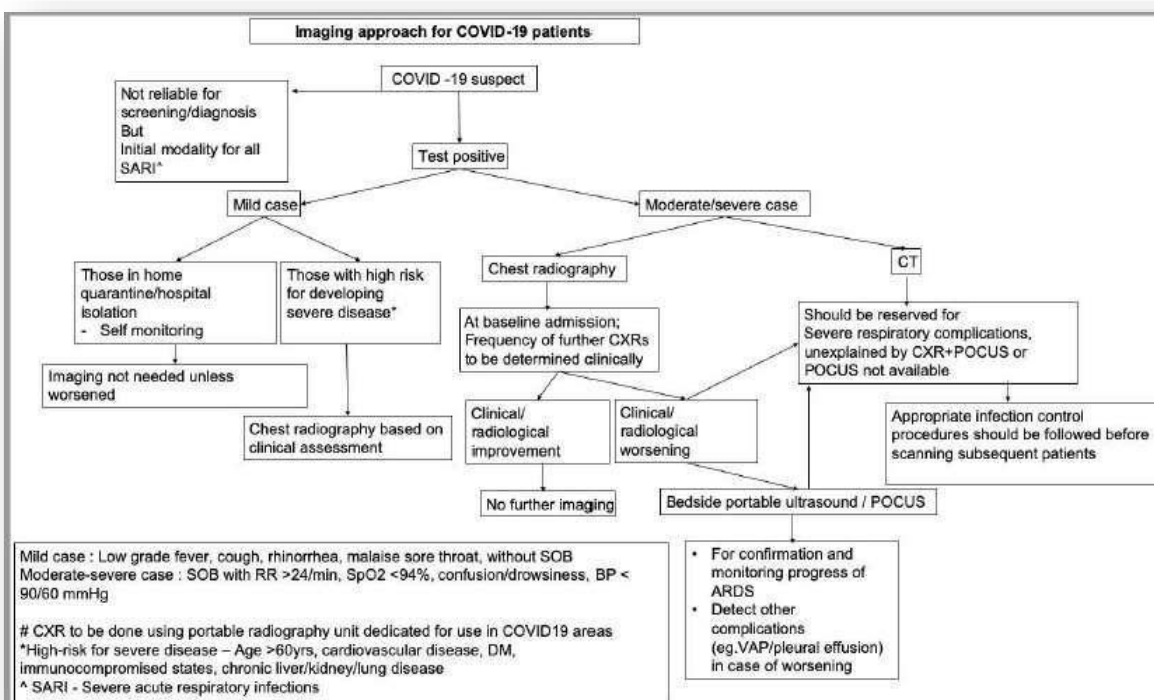 Imaging approach for COVID-19 patients
COVID -19 suspect
Not reliable for
screening/diagnosis
But
Initial modality for all
SARI^
Test positive
Mild case
Moderate/severe case
Those in home
quarantine/hospital
isolation
- Self monitoring
Those with high risk
for developing
severe disease*
Imaging not needed unless
worsened
Chest radiography based on
clinical assessment
Chest radiography
CT
At baseline admission;
Frequency of further CXRs
to be determined clinically
Should be reserved for
Severe respiratory complications,
unexplained by CXR+POCUS or
POCUS not available
Clinical/
radiological
improvement
Clinical/
radiological
worsening
Appropriate infection control
procedures should be followed before
scanning subsequent patients
No further imaging
Bedside portable ultrasound / POCUS
• For confirmation and
monitoring progress of
ARDS
• Detect other
complications
(eg.VAP/pleural effusion)
in case of worsening
Mild case : Low grade fever, cough, rhinorrhea, malaise sore throat, without SOB
Moderate-severe case : SOB with RR >24/min, SpO2 <94%, confusion/drowsiness, BP <
90/60 mmHg
# CXR to be done using portable radiography unit dedicated for use in COVID19 areas
*High-risk for severe disease – Age >60yrs, cardiovascular disease, DM,
immunocompromised states, chronic liver/kidney/lung disease
^ SARI - Severe acute respiratory infections